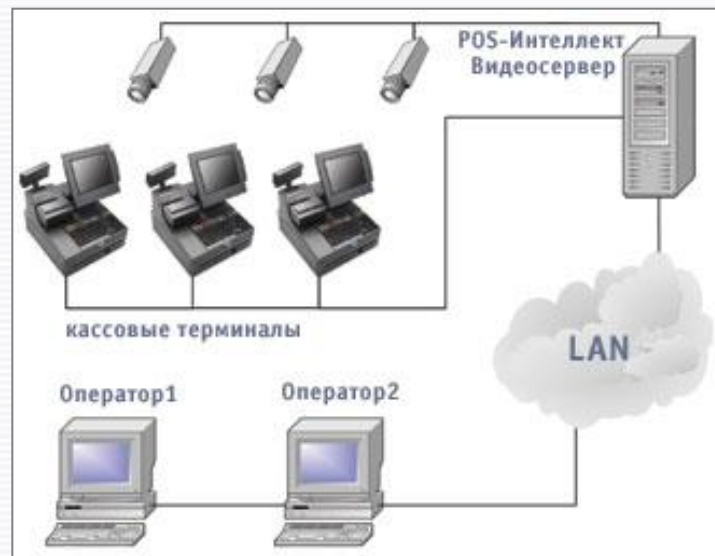 POS-Интеллект
Видеосервер
кассовые терминалы
LAN
Оператор1
Оператор2